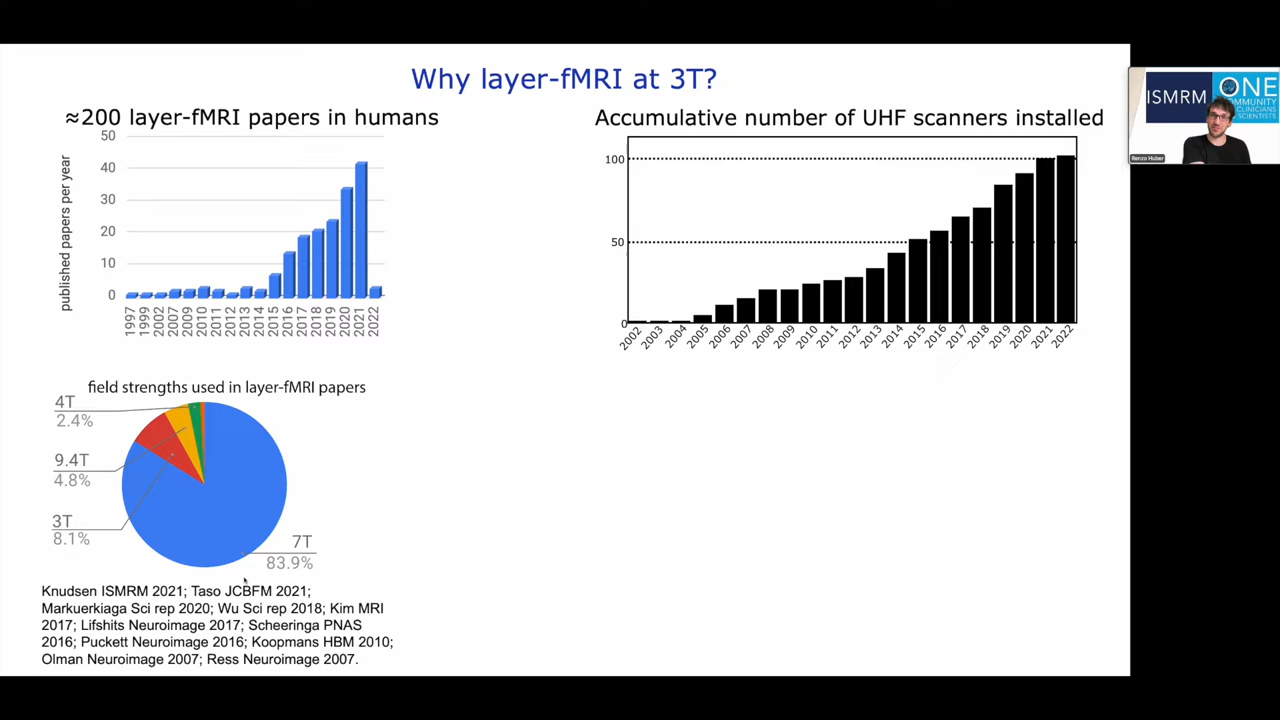 Why layer-fMRI at 3T?
≈200 layer-fMRI papers in humans
published papers per year
50
40
30
20
10
0
1997
1999
2002
2007
2009
2010
2011
2012
2013
2014
2015
2016
2017
2018
2019
2020
2021
2022
Accumulative number of UHF scanners installed
100
50
0
2002
2003
2004
2005
2006
2007
2008
2009
2010
2011
2012
2013
2014
2015
2016
2017
2018
2019
2020
2021
2022
field strengths used in layer-fMRI papers
4T
2.4%
9.4T
4.8%
3T
8.1%
7T
83.9%
Knudsen ISMRM 2021; Taso JCBFM 2021;
Markuerkiaga Sci rep 2020; Wu Sci rep 2018; Kim MRI
2017; Lifshits Neuroimage 2017; Scheeringa PNAS
2016; Puckett Neuroimage 2016; Koopmans HBM 2010;
Olman Neuroimage 2007; Ress Neuroimage 2007.
ISMRM
ONE
COMMUNITY
CLINICIANS
SCIENTISTS
Renzo Huber